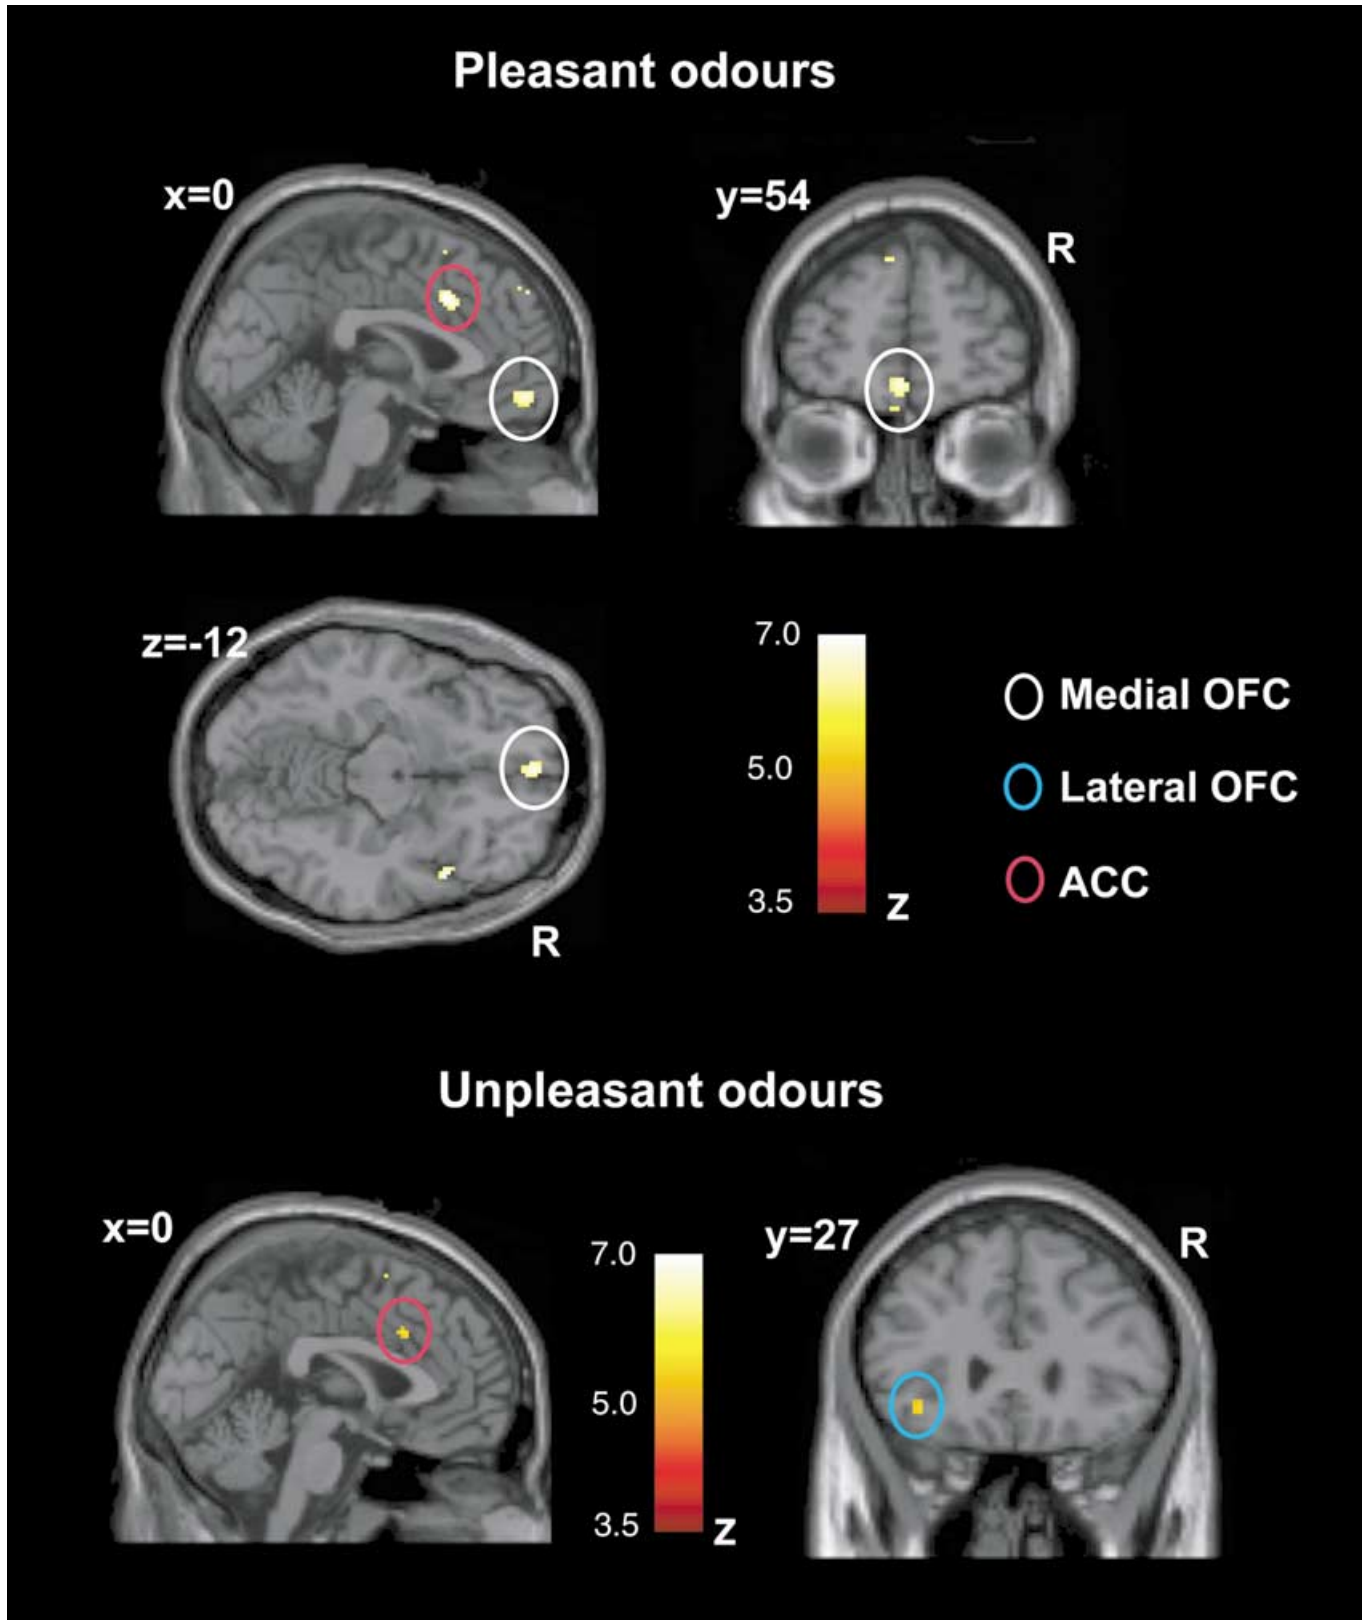 Pleasant odours
x=0
y=54
R
z=-12
R
7.0
5.0
3.5
z
Medial OFC
Lateral OFC
ACC
Unpleasant odours
x=0
7.0
5.0
3.5
z
y=27
R